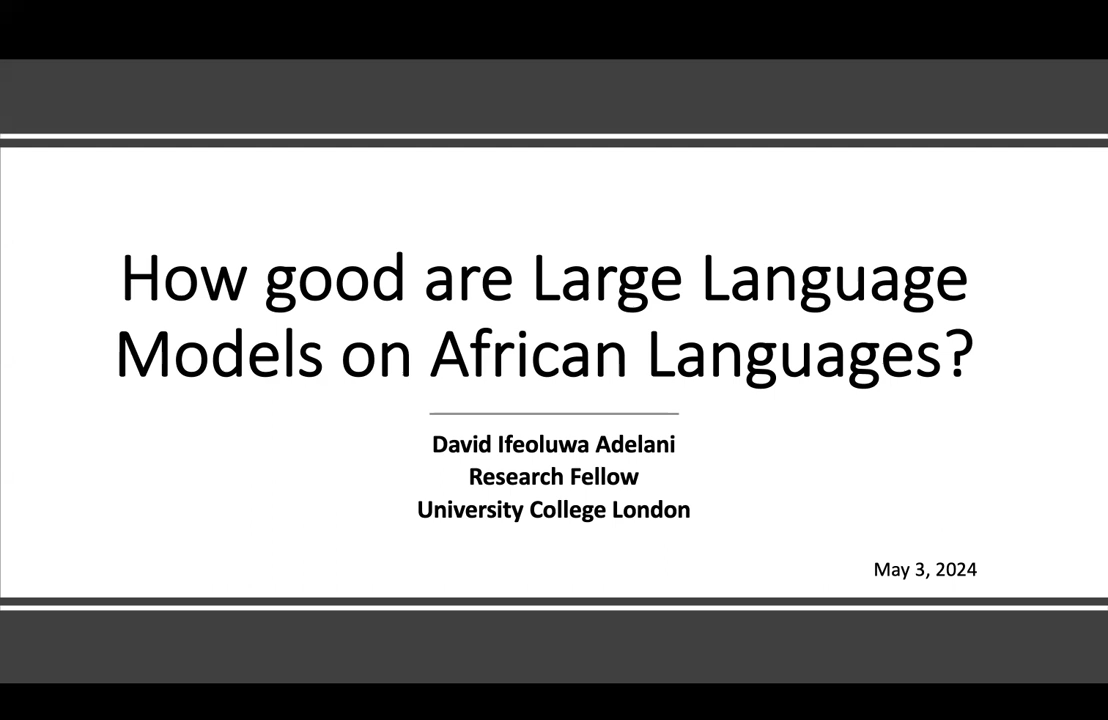 How good are Large Language
Models on African Languages?
David Ifeoluwa Adelani
Research Fellow
University College London
May 3, 2024